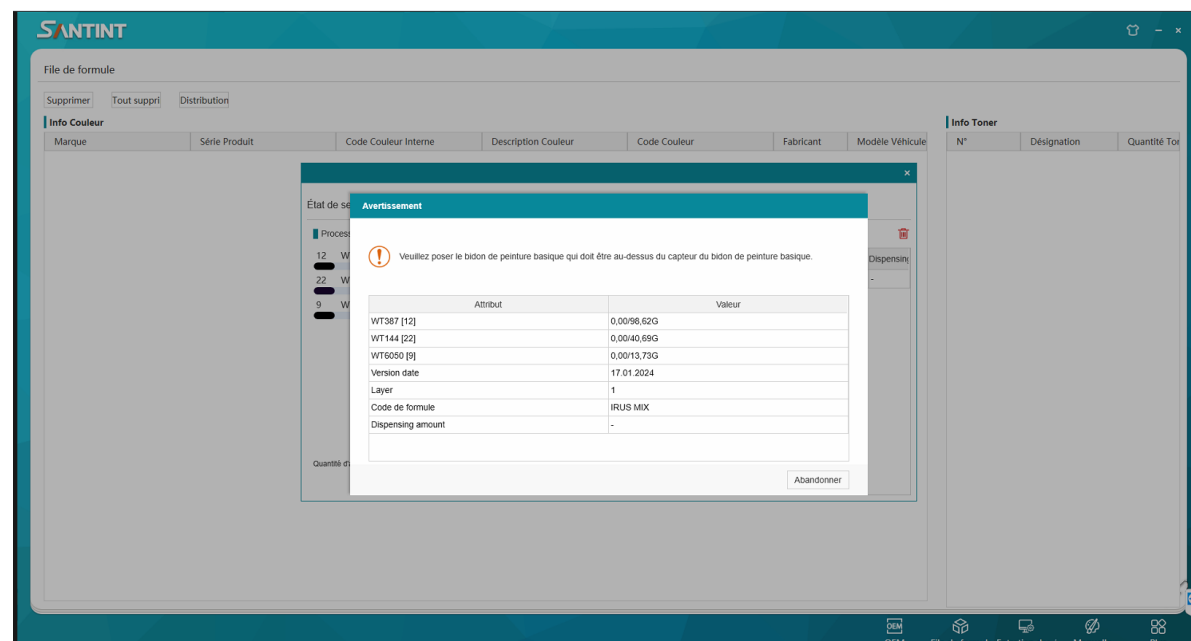 SANTINT
File de formule
Supprimer Tout suppri Distribution
Info Couleur
Marque Série Produit Code Couleur Interne Description Couleur Code Couleur Fabricant Modèle Véhicule
Info Toner
N° Désignation Quantité Ton
État de se
Process
12 W
22 W
9 W
Dispensing
-
Quantité d'a
Avertissement
Veuillez poser le bidon de peinture basique qui doit être au-dessus du capteur du bidon de peinture basique.
Attribut Valeur
WT387 [12] 0,00/98,62G
WT144 [22] 0,00/40,69G
WT6050 [9] 0,00/13,73G
Version date 17.01.2024
Layer 1
Code de formule IRUS MIX
Dispensing amount -
Abandonner
OEM